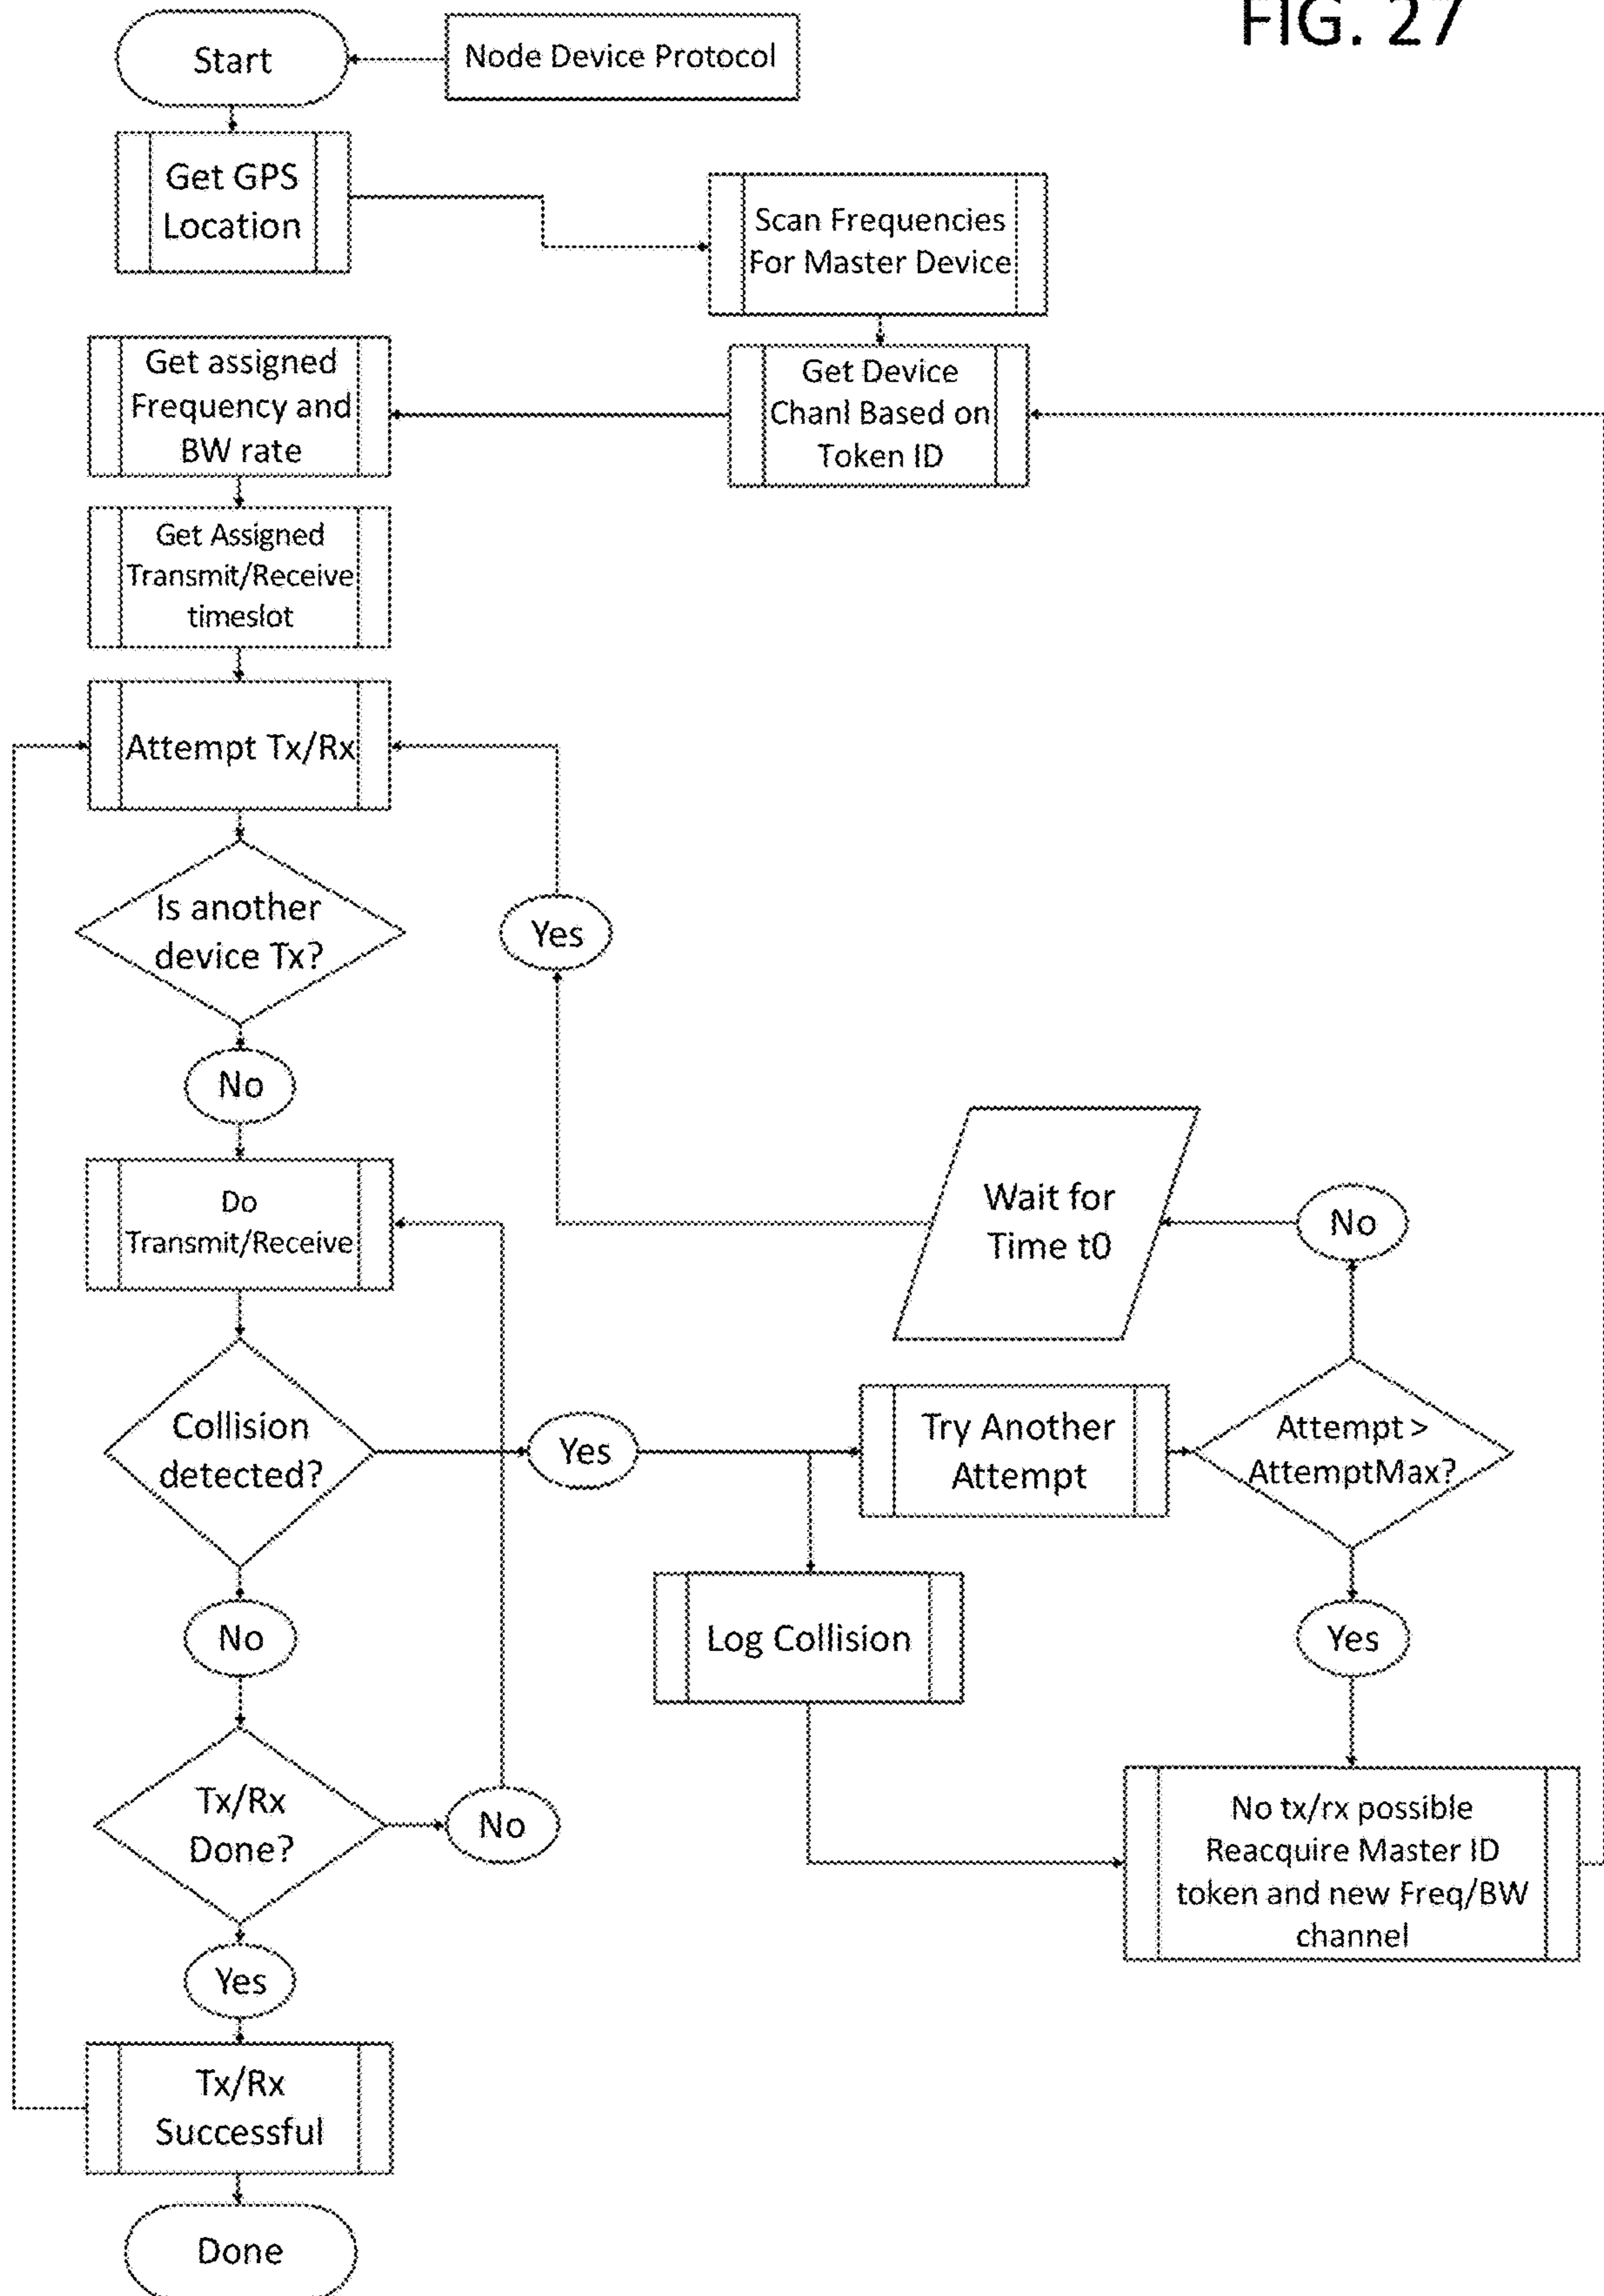 FIG. 27
Start
Node Device Protocol
Get GPS
Location
Scan Frequencies
For Master Device
Get assigned
Frequency and
BW rate
Get Device
Chanl Based on
Token ID
Get Assigned
Transmit/Receive
timeslot
Attempt Tx/Rx
Is another
device Tx?
Yes
No
Do
Transmit/Receive
Wait for
Time t0
No
Collision
detected?
Yes
Try Another
Attempt
Attempt >
AttemptMax?
No
Log Collision
Yes
Tx/Rx
Done?
No
No tx/rx possible
Reacquire Master ID
token and new Freq/BW
channel
Yes
Tx/Rx
Successful
Done